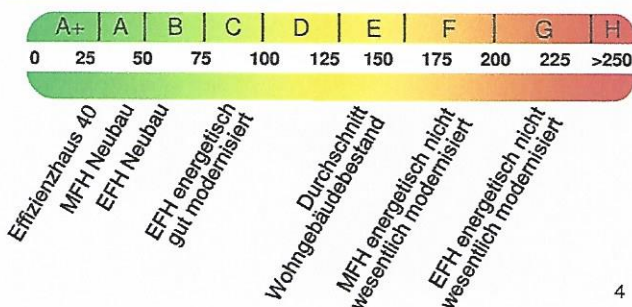 A+ A B C D E F G H
0 25 50 75 100 125 150 175 200 225 >250
Effizienzhaus 40
MFH Neubau
EFH Neubau
EFH energetisch
gut modernisiert
Durchschnitt
Wohngebäudebestand
MFH energetisch nicht
wesentlich modernisiert
EFH energetisch nicht
wesentlich modernisiert
4